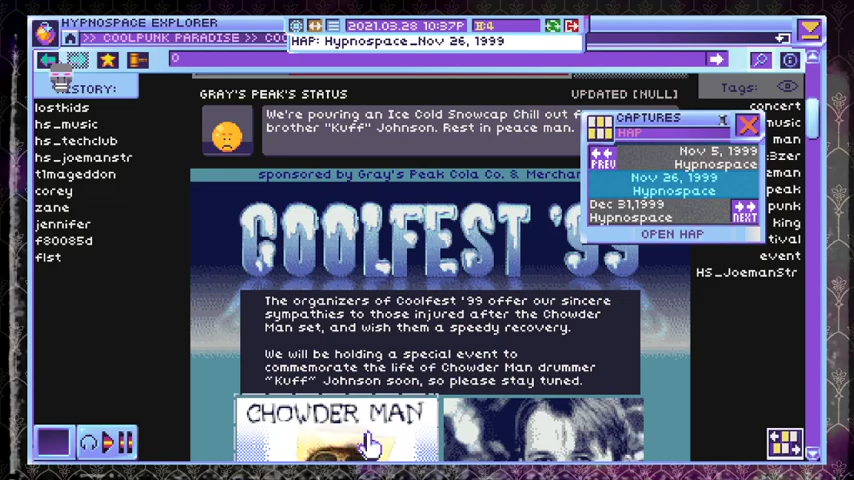 HYPNOSPACE EXPLORER
2021.03.28 10:37PM
:4
HAP: Hypnospace_Nov 26, 1999
>> COOLPUNK PARADISE >> COO
0
HISTORY:
lostkids
hs_music
hs_techclub
hs_joemanstr
t1mageddon
corey
zane
jennifer
f80085d
flst
GRAY'S PEAK'S STATUS
UPDATED [NULL]
We're pouring an Ice Cold Snowcap Chill out f
brother "Kuff" Johnson. Rest in peace man.
sponsored by Gray's Peak Cola Co. & Mercha
COOLFEST '99
The organizers of Coolfest '99 offer our sincere
sympathies to those injured after the Chowder
Man set, and wish them a speedy recovery.
We will be holding a special event to
commemorate the life of Chowder Man drummer
"Kuff" Johnson soon, so please stay tuned.
CHOWDER MAN
Tags:
concert
music
man
3zer
peak
punk
king
tival
event
HS_JoemanStr
CAPTURES
HAP
PREV
Nov 5, 1999
Hypnospace
Nov 26, 1999
Hypnospace
Dec 31,1999
Hypnospace
NEXT
OPEN HAP